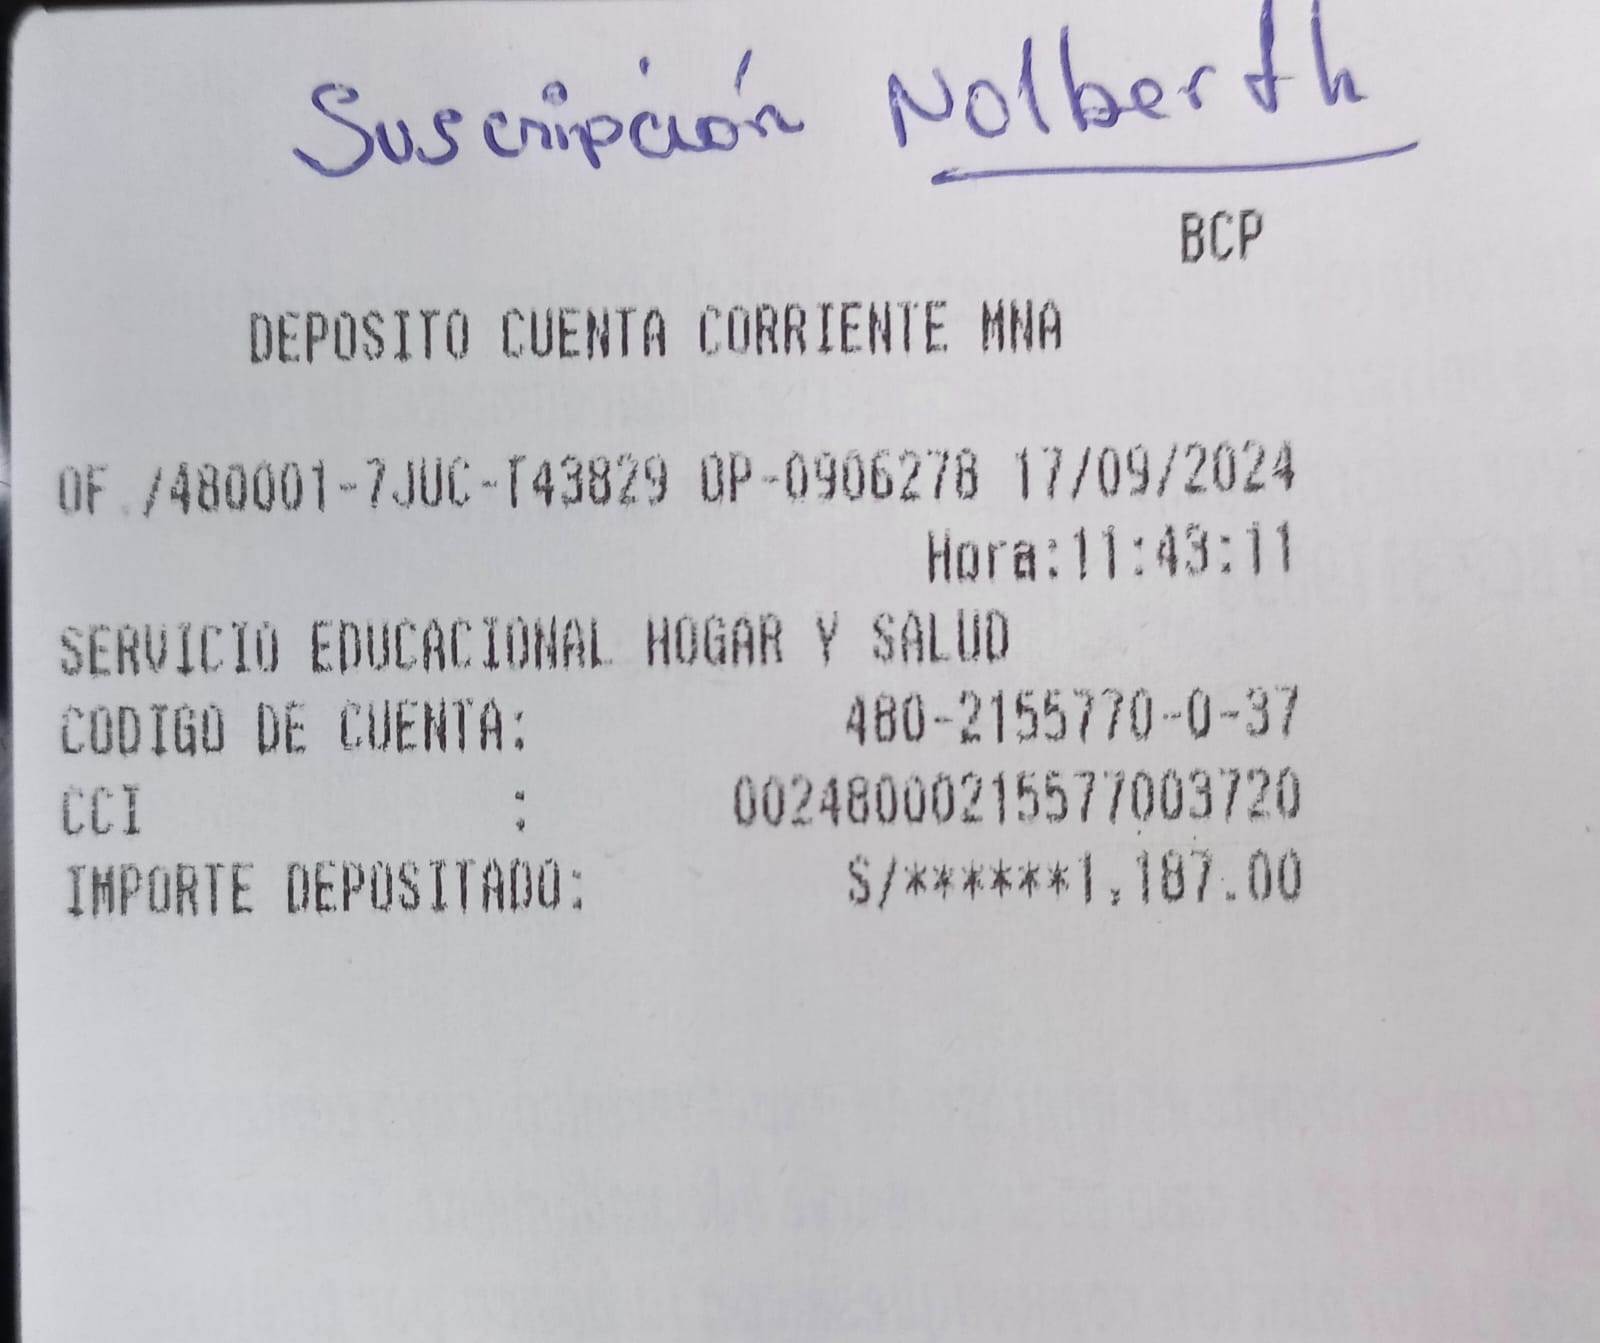 Suscripción Nolberth
BCP
DEPOSITO CUENTA CORRIENTE MNA
OF./480001-7JUC-T43829 OP-0906278 17/09/2024
Hora:11:43:11
SERVICIO EDUCACIONAL HOGAR Y SALUD
CODIGO DE CUENTA: 480-2155770-0-37
CCI : 00248000215577003720
IMPORTE DEPOSITADO: S/******1,187.00